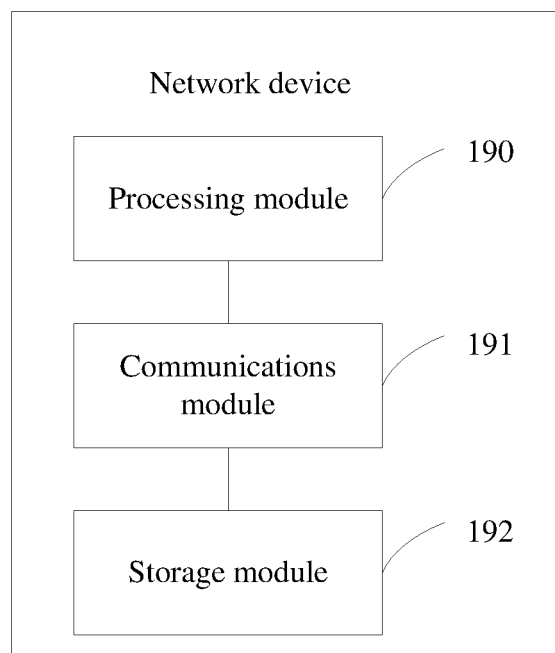 Network device
190
Processing module
191
Communications
module
192
Storage module